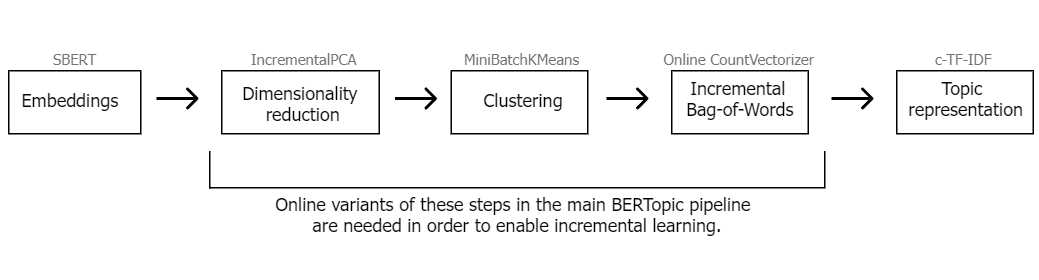 SBERT
IncrementalPCA
MiniBatchKMeans
Online CountVectorizer
c-TF-IDF
Embeddings
Dimensionality
reduction
Clustering
Incremental
Bag-of-Words
Topic
representation
Online variants of these steps in the main BERTopic pipeline
are needed in order to enable incremental learning.